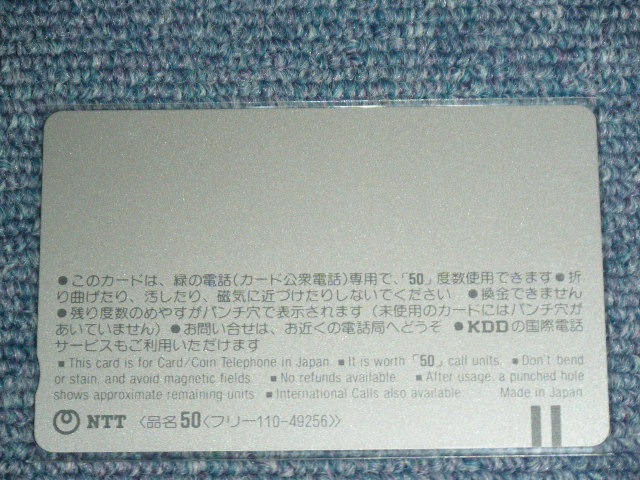 ●このカードは、緑の電話(カード公衆電話)専用で、「50」度数使用できます●折
り曲げたり、汚したり、磁気に近づけたりしないでください ●換金できません
●残り度数のめやすがパンチ穴で表示されます (未使用のカードにはパンチ穴
があいていません) ●お問い合せは、お近くの電話局へどうぞ ●KDDの国際電話
サービスもご利用いただけます
■This card is for Card/Coin Telephone in Japan. ■It is worth「50」call units. ■Don't bend
or stain, and avoid magnetic fields. ■No refunds available. ■After usage, a punched hole
shows approximate remaining units. ■International Calls also available. Made in Japan
NTT 〈品名50〈フリー110-49256〉〉